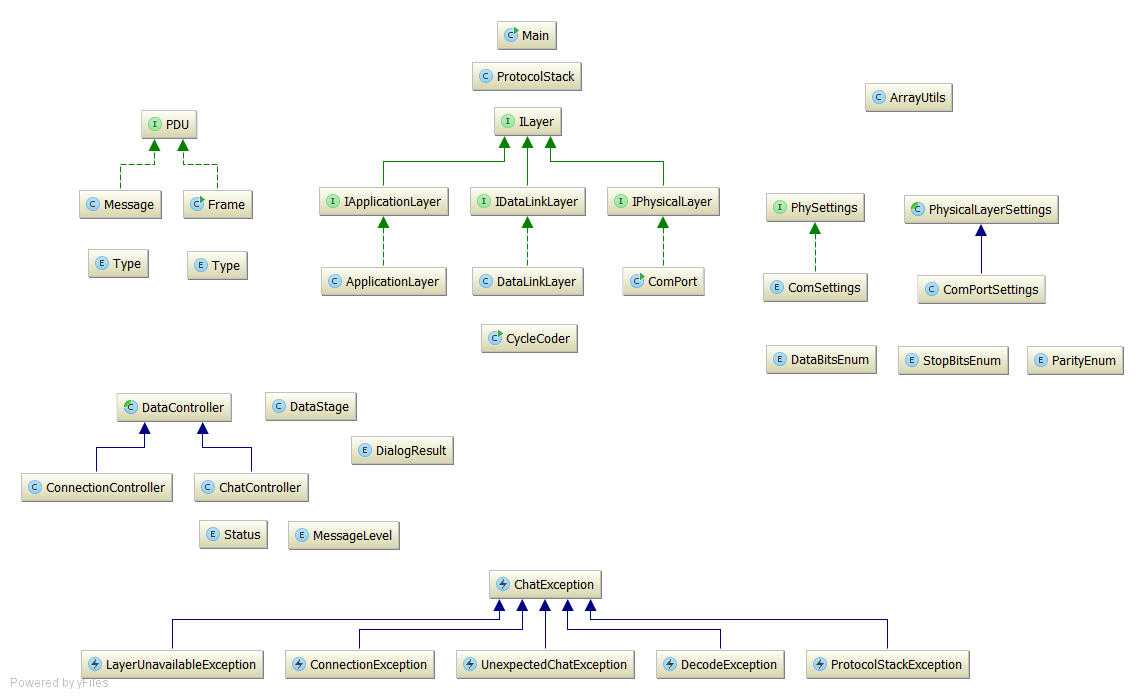 Main
ProtocolStack
ArrayUtils
PDU
ILayer
Message
Frame
IApplicationLayer
IDataLinkLayer
IPhysicalLayer
PhySettings
PhysicalLayerSettings
Type
Type
ApplicationLayer
DataLinkLayer
ComPort
ComSettings
ComPortSettings
CycleCoder
DataBitsEnum
StopBitsEnum
ParityEnum
DataController
DataStage
DialogResult
ConnectionController
ChatController
Status
MessageLevel
ChatException
LayerUnavailableException
ConnectionException
UnexpectedChatException
DecodeException
ProtocolStackException
Powered by yFiles